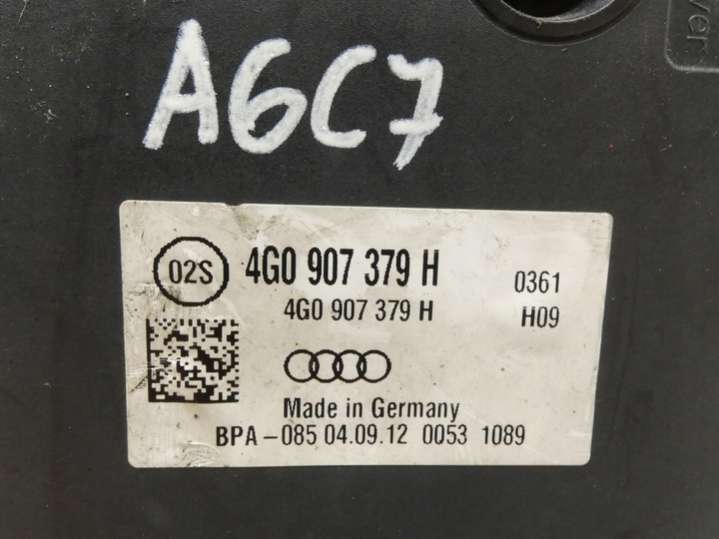 A6C7
02S 4G0 907 379 H 0361
4G0 907 379 H H09
Made in Germany
BPA-085 04.09.12 0053 1089